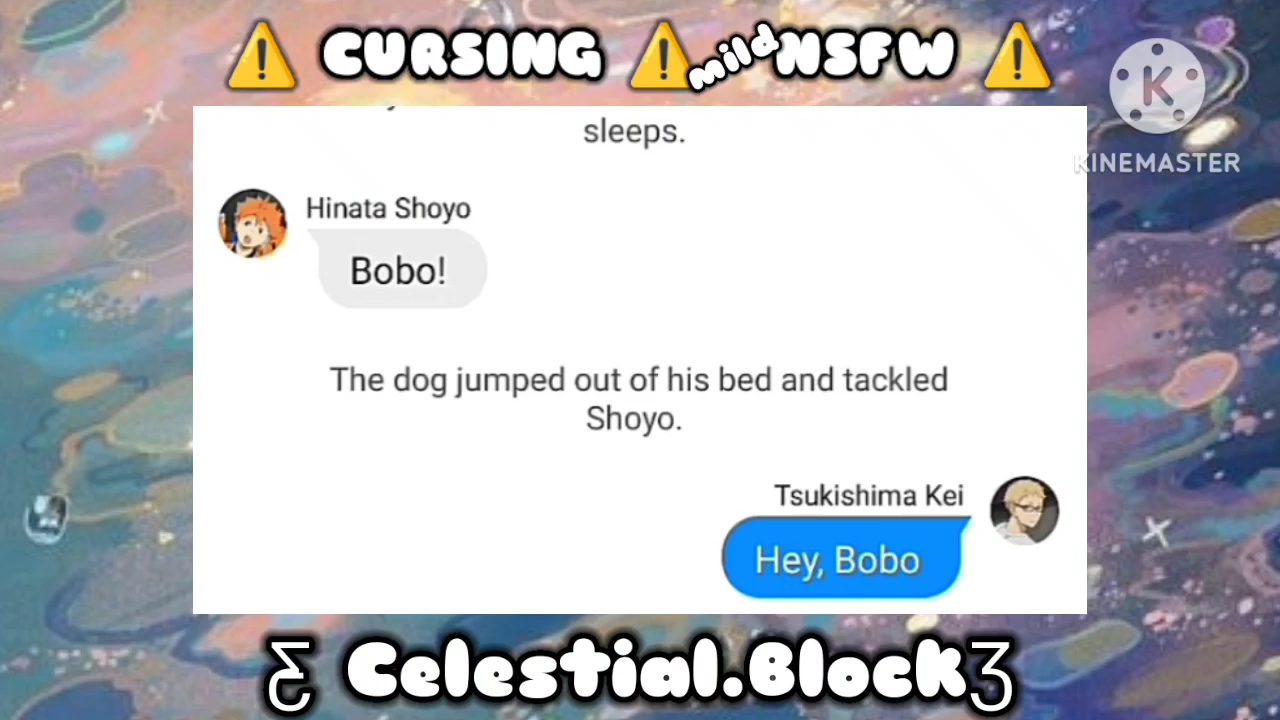 ⚠️ CURSING ⚠️ mild NSFW ⚠️
K
KINEMASTER
sleeps.
Hinata Shoyo
Bobo!
The dog jumped out of his bed and tackled
Shoyo.
Tsukishima Kei
Hey, Bobo
Ƹ Celestial.BlockƷ